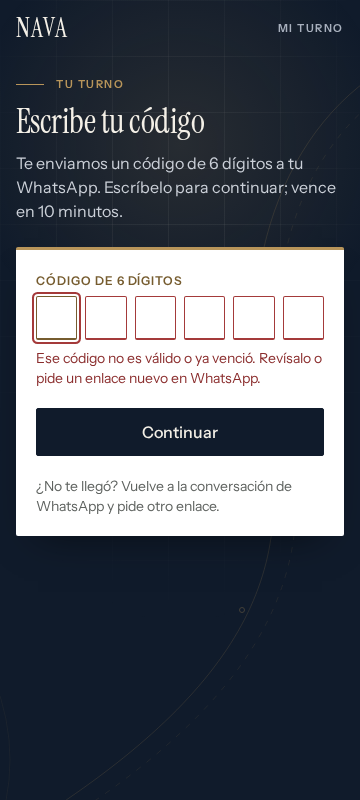 NAVA
MI TURNO
TU TURNO
Escribe tu código
Te enviamos un código de 6 dígitos a tu
WhatsApp. Escríbelo para continuar; vence
en 10 minutos.
CÓDIGO DE 6 DÍGITOS
Ese código no es válido o ya venció. Revísalo o
pide un enlace nuevo en WhatsApp.
Continuar
¿No te llegó? Vuelve a la conversación de
WhatsApp y pide otro enlace.